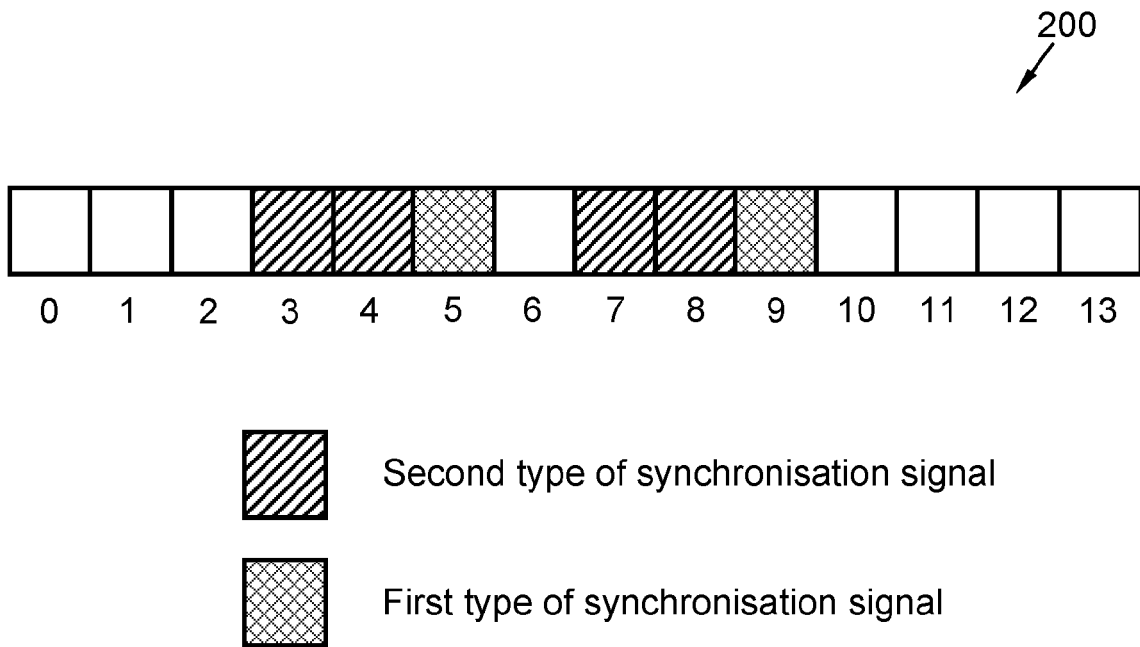 200
0 1 2 3 4 5 6 7 8 9 10 11 12 13
Second type of synchronisation signal
First type of synchronisation signal